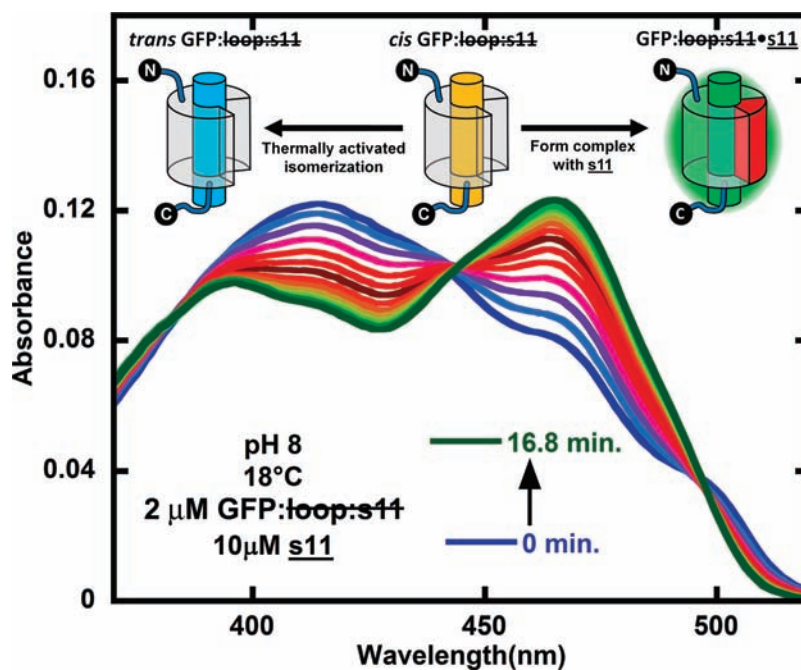 trans GFP:loop:s11
cis GFP:loop:s11
GFP:loop:s11•s11
N
N
N
Thermally activated
isomerization
Form complex
with s11
C
C
C
0.16
0.12
0.08
0.04
0
Absorbance
pH 8
18°C
2 μM GFP:loop:s11
10μM s11
16.8 min.
0 min.
400
450
500
Wavelength(nm)